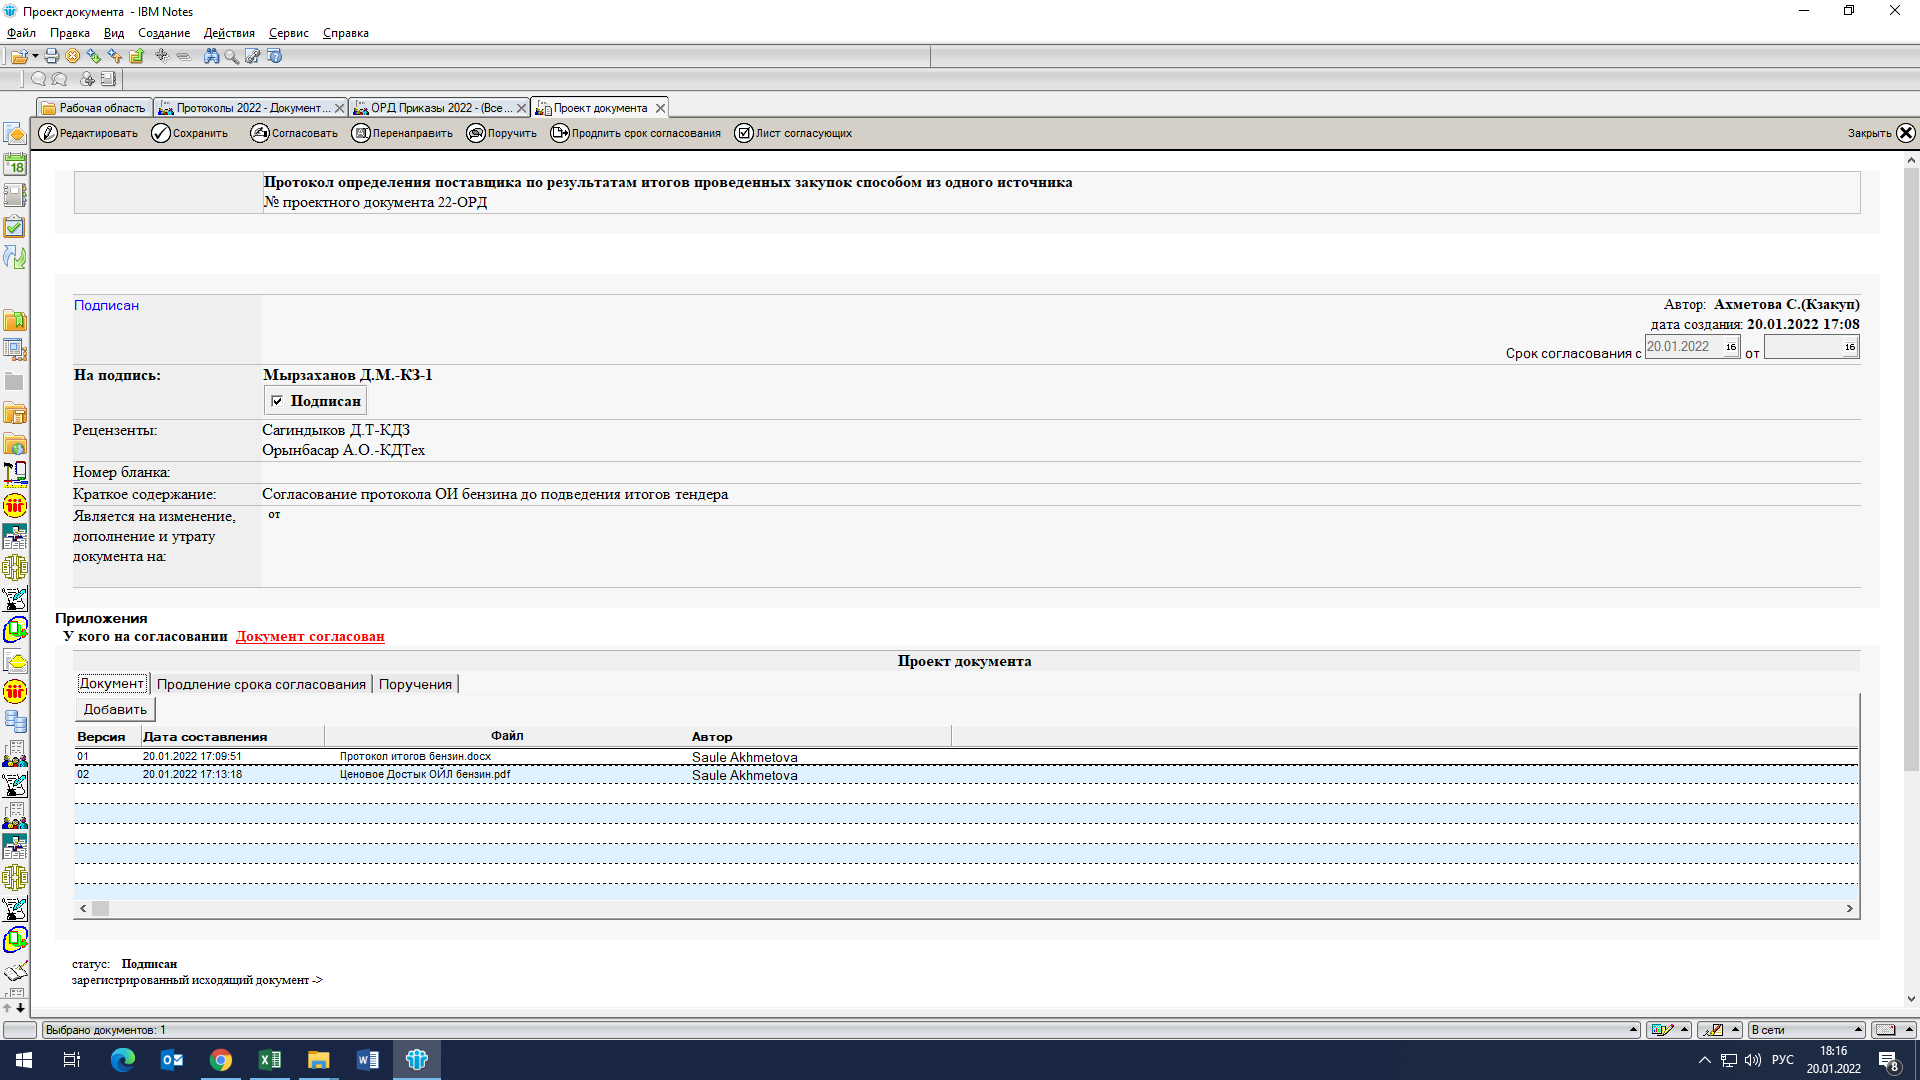 Проект документа - IBM Notes
Файл Правка Вид Создание Действия Сервис Справка
Рабочая область Протоколы 2022 - Документ... ОРД Приказы 2022 - (Все ... Проект документа
Редактировать Сохранить Согласовать Перенаправить Поручить Продлить срок согласования Лист согласующих Закрыть
18
Протокол определения поставщика по результатам итогов проведенных закупок способом из одного источника
№ проектного документа 22-ОРД
Подписан
Автор: Ахметова С.(Кзакуп)
дата создания: 20.01.2022 17:08
Срок согласования с 20.01.2022 16 от 16
На подпись: Мырзаханов Д.М.-КЗ-1
Подписан
Рецензенты: Сагиндыков Д.Т-КДЗ
Орынбасар А.О.-КДТех
Номер бланка:
Краткое содержание: Согласование протокола ОИ бензина до подведения итогов тендера
Является на изменение, от
дополнение и утрату
документа на:
Приложения
У кого на согласовании Документ согласован
Проект документа
Документ Продление срока согласования Поручения
Добавить
Версия Дата составления Файл Автор
01 20.01.2022 17:09:51 Протокол итогов бензин.docx Saule Akhmetova
02 20.01.2022 17:13:18 Ценовое Достык ОЙЛ бензин.pdf Saule Akhmetova
статус: Подписан
зарегистрированный исходящий документ ->
Выбрано документов: 1 В сети
РУС 18:16
20.01.2022 8